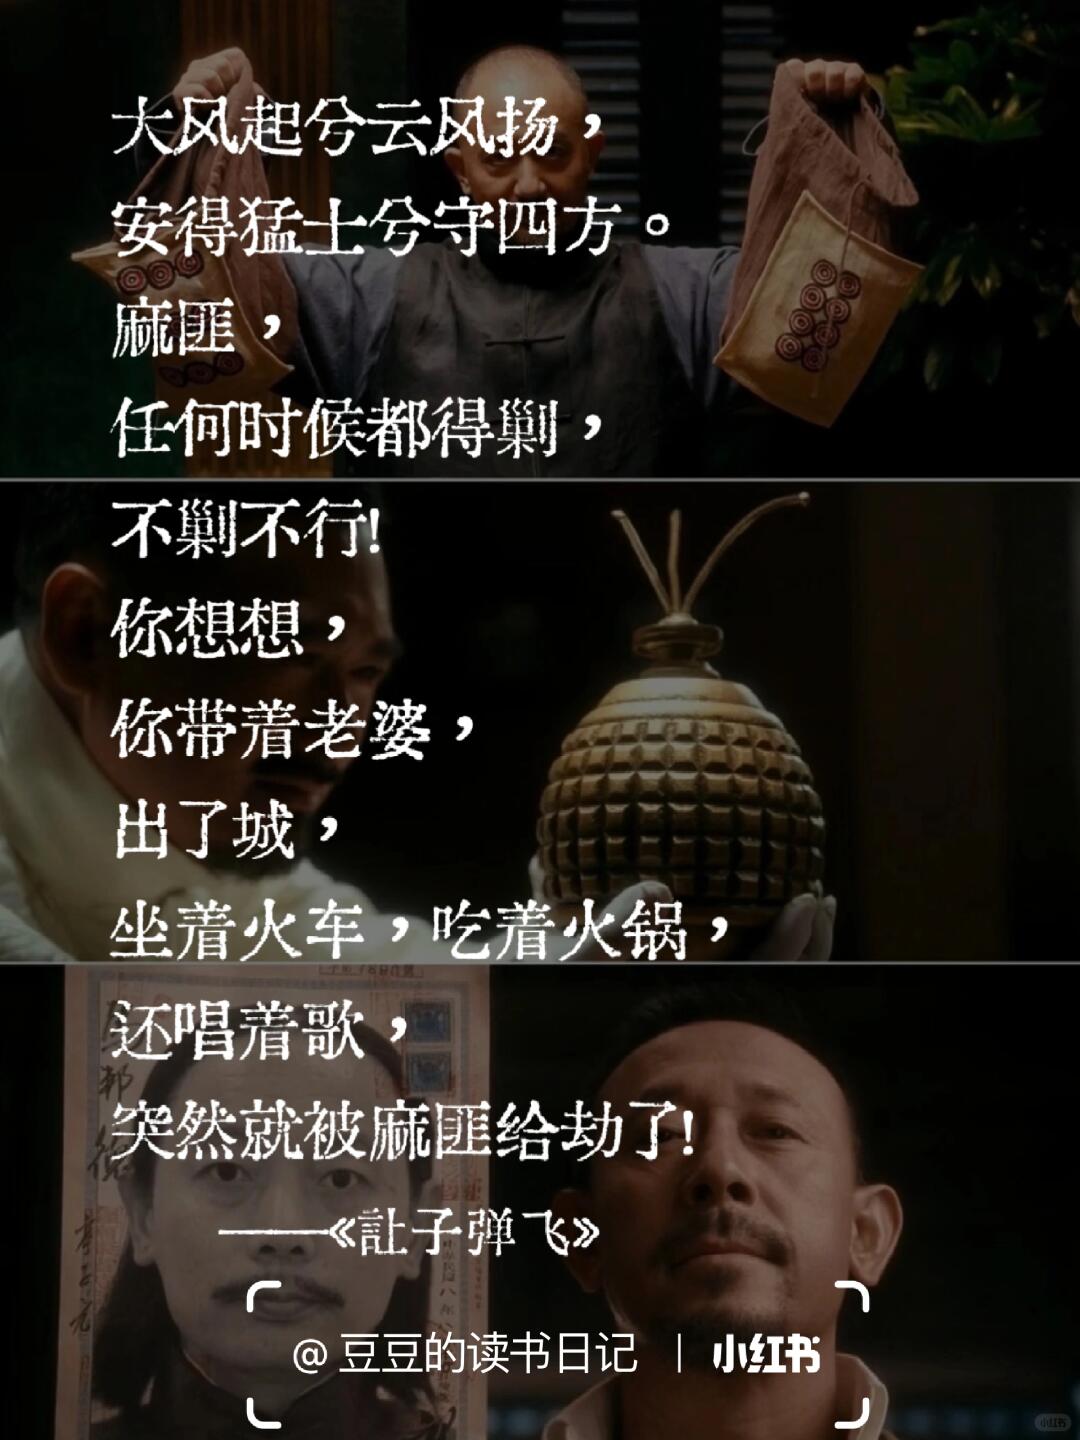 大风起兮云风扬，
安得猛士兮守四方。
麻匪，
任何时候都得剿，
不剿不行!
你想想，
你带着老婆，
出了城，
坐着火车，吃着火锅，
还唱着歌，
突然就被麻匪给劫了!
——《让子弹飞》
@豆豆的读书日记 | 小红书
小红书